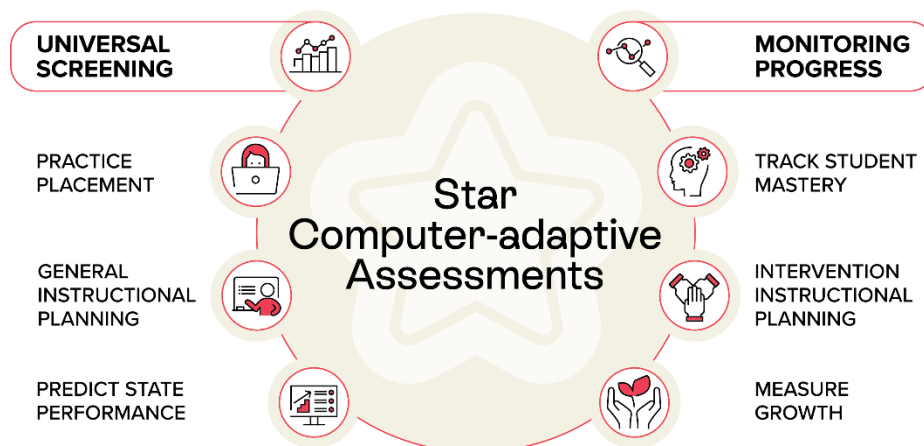 UNIVERSAL
SCREENING
PRACTICE
PLACEMENT
GENERAL
INSTRUCTIONAL
PLANNING
PREDICT STATE
PERFORMANCE
Star
Computer-adaptive
Assessments
MONITORING
PROGRESS
TRACK STUDENT
MASTERY
INTERVENTION
INSTRUCTIONAL
PLANNING
MEASURE
GROWTH